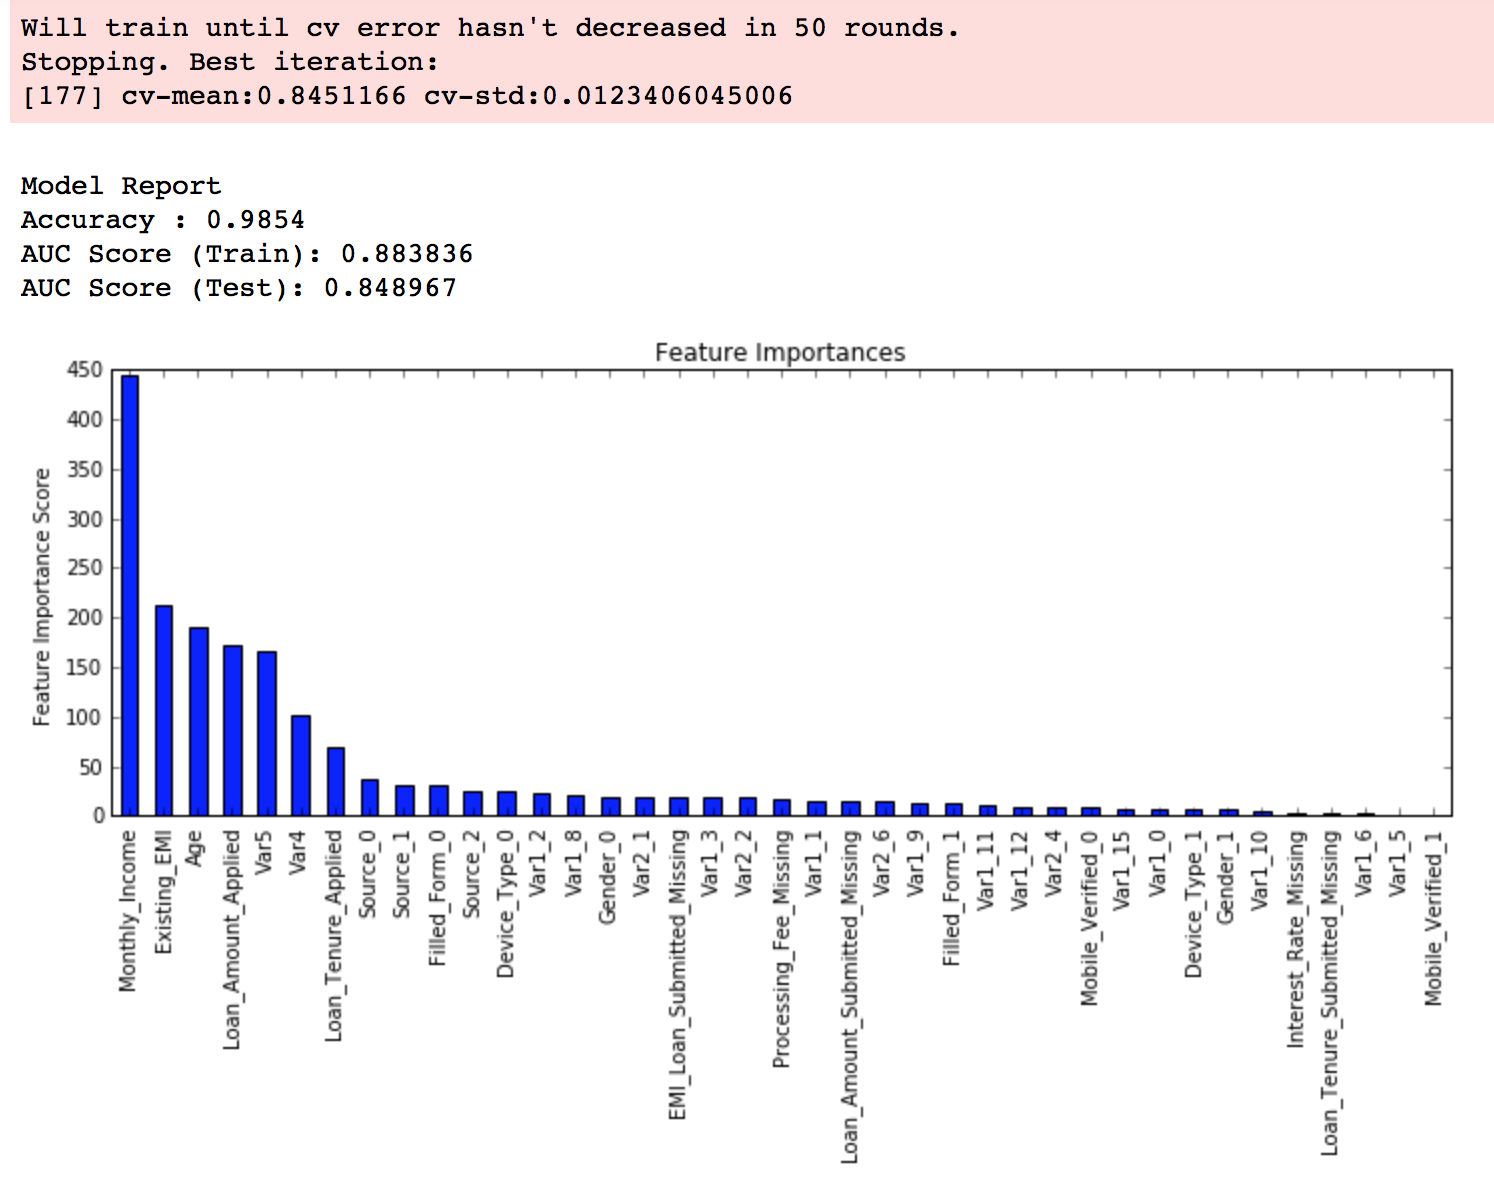 Will train until cv error hasn't decreased in 50 rounds.
Stopping. Best iteration:
[177] cv-mean:0.8451166 cv-std:0.0123406045006
Model Report
Accuracy : 0.9854
AUC Score (Train): 0.883836
AUC Score (Test): 0.848967
Feature Importances
Feature Importance Score
450
400
350
300
250
200
150
100
50
0
Monthly_Income
Existing_EMI
Age
Loan_Amount_Applied
Var5
Var4
Loan_Tenure_Applied
Source_0
Source_1
Filled_Form_0
Source_2
Device_Type_0
Var1_2
Var1_8
Gender_0
Var2_1
EMI_Loan_Submitted_Missing
Var1_3
Var2_2
Processing_Fee_Missing
Var1_1
Loan_Amount_Submitted_Missing
Var2_6
Var1_9
Filled_Form_1
Var1_11
Var1_12
Var2_4
Mobile_Verified_0
Var1_15
Var1_0
Device_Type_1
Gender_1
Var1_10
Interest_Rate_Missing
Loan_Tenure_Submitted_Missing
Var1_6
Var1_5
Mobile_Verified_1